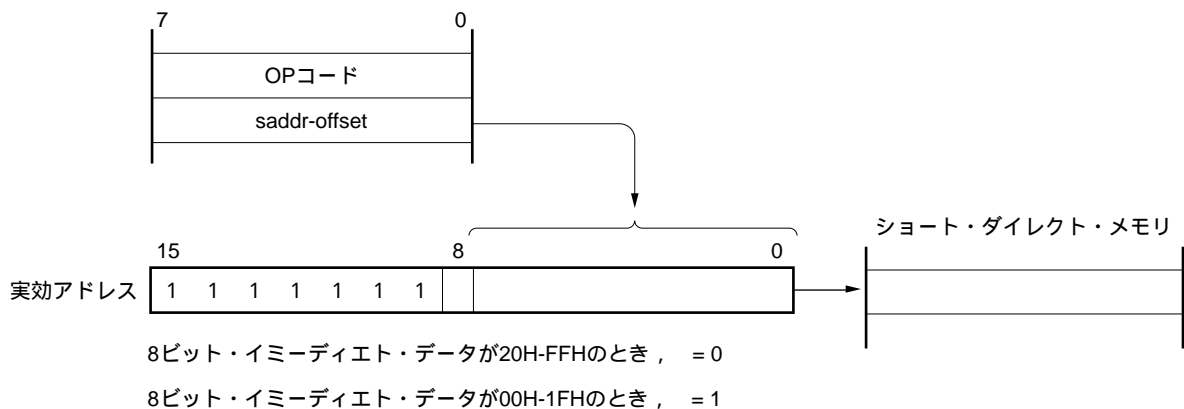 7 0
OPコード
saddr-offset
ショート・ダイレクト・メモリ
15 8 0
実効アドレス 1 1 1 1 1 1 1
8ビット・イミーディエト・データが20H-FFHのとき， = 0
8ビット・イミーディエト・データが00H-1FHのとき， = 1